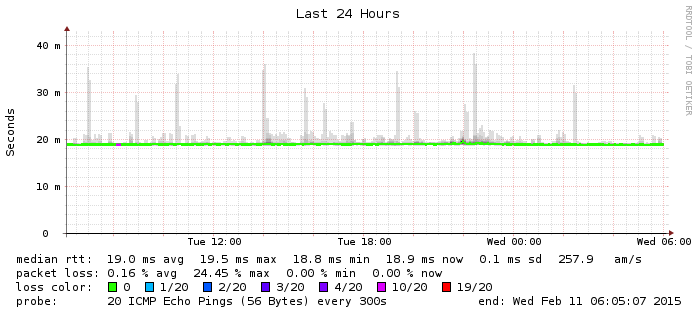 Last 24 Hours
RRDTOOL / TOBI OETIKER
Seconds
40 m
30 m
20 m
10 m
0
Tue 12:00 Tue 18:00 Wed 00:00 Wed 06:00
median rtt: 19.0 ms avg 19.5 ms max 18.8 ms min 18.9 ms now 0.1 ms sd 257.9 am/s
packet loss: 0.16 % avg 24.45 % max 0.00 % min 0.00 % now
loss color: 0 1/20 2/20 3/20 4/20 10/20 19/20
probe: 20 ICMP Echo Pings (56 Bytes) every 300s end: Wed Feb 11 06:05:07 2015